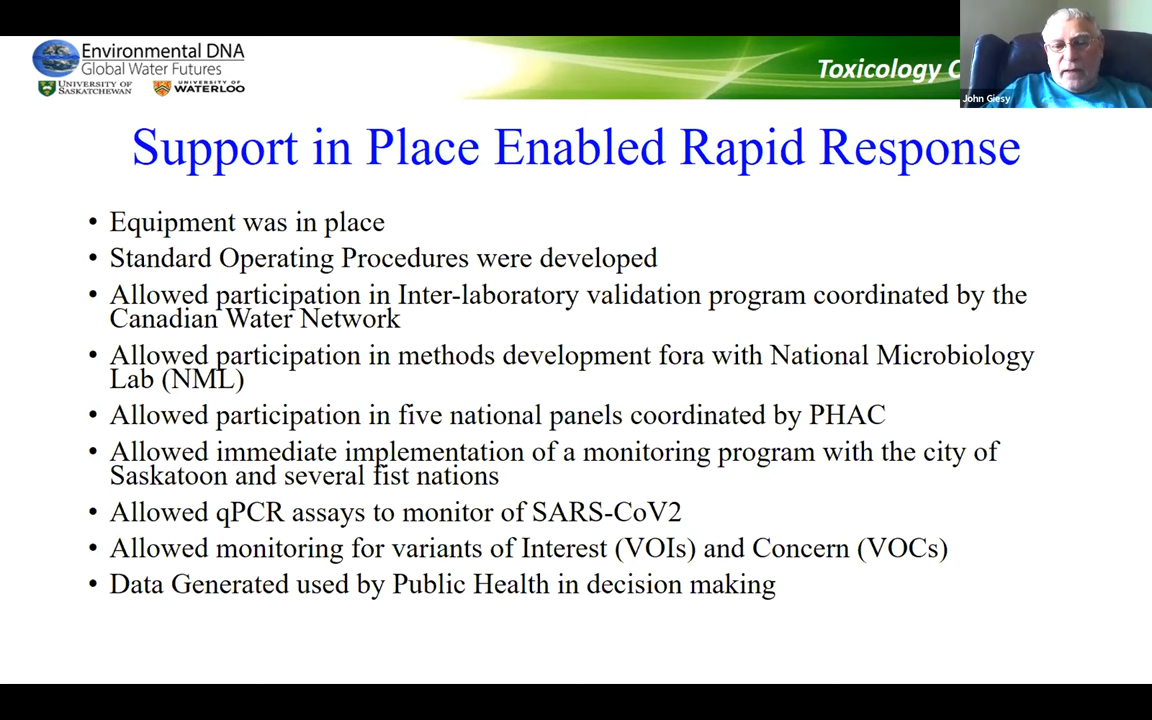 Environmental DNA
Global Water Futures
UNIVERSITY OF
SASKATCHEWAN
UNIVERSITY OF
WATERLOO
Toxicology
John Giesy
Support in Place Enabled Rapid Response
• Equipment was in place
• Standard Operating Procedures were developed
• Allowed participation in Inter-laboratory validation program coordinated by the
Canadian Water Network
• Allowed participation in methods development fora with National Microbiology
Lab (NML)
• Allowed participation in five national panels coordinated by PHAC
• Allowed immediate implementation of a monitoring program with the city of
Saskatoon and several fist nations
• Allowed qPCR assays to monitor of SARS-CoV2
• Allowed monitoring for variants of Interest (VOIs) and Concern (VOCs)
• Data Generated used by Public Health in decision making